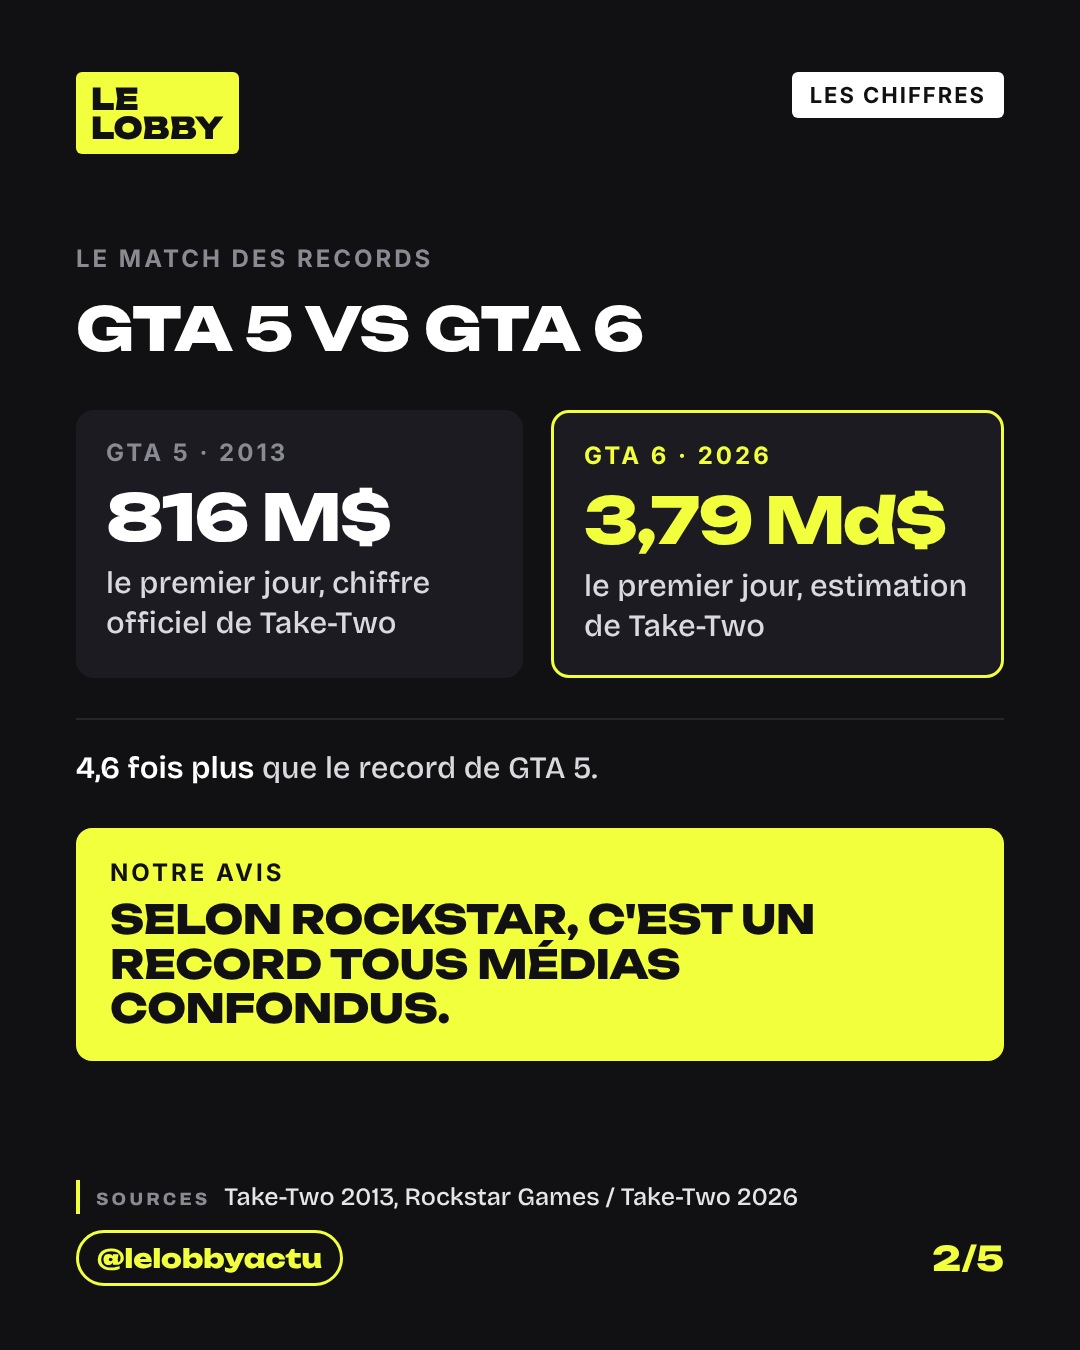 LE
LOBBY
LES CHIFFRES
LE MATCH DES RECORDS
GTA 5 VS GTA 6
GTA 5 · 2013
816 M$
le premier jour, chiffre
officiel de Take-Two
GTA 6 · 2026
3,79 Md$
le premier jour, estimation
de Take-Two
4,6 fois plus que le record de GTA 5.
NOTRE AVIS
SELON ROCKSTAR, C'EST UN
RECORD TOUS MÉDIAS
CONFONDUS.
SOURCES Take-Two 2013, Rockstar Games / Take-Two 2026
@lelobbyactu
2/5